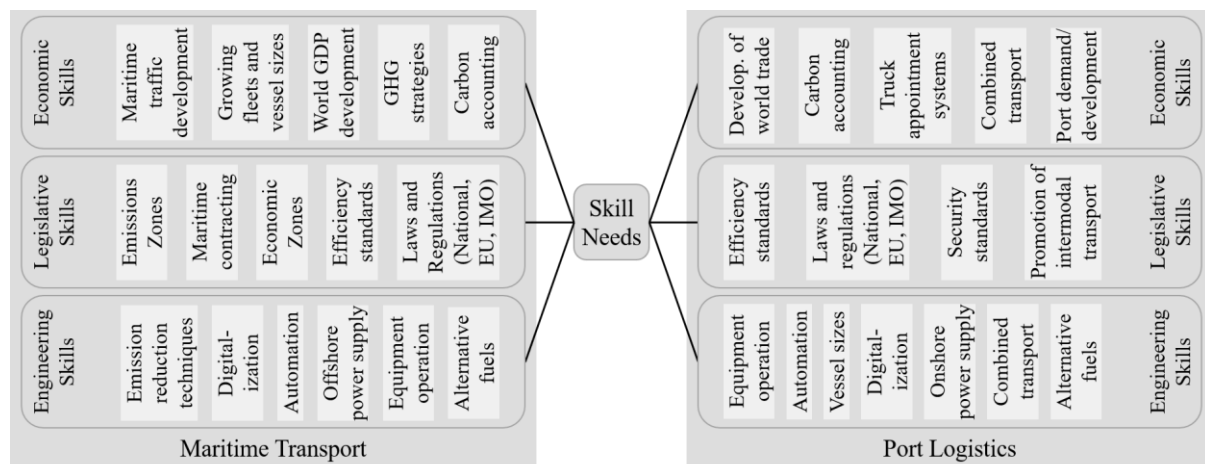 Economic
Skills
Maritime
traffic
development
Growing
fleets and
vessel sizes
World GDP
development
GHG
strategies
Carbon
accounting
Legislative
Skills
Emissions
Zones
Maritime
contracting
Economic
Zones
Efficiency
standards
Laws and
Regulations
(National,
EU, IMO)
Engineering
Skills
Emission
reduction
techniques
Digital-
ization
Automation
Offshore
power supply
Equipment
operation
Alternative
fuels
Maritime Transport
Skill
Needs
Develop. of
world trade
Carbon
accounting
Truck
appointment
systems
Combined
transport
Port demand/
development
Economic
Skills
Efficiency
standards
Laws and
regulations
(National,
EU, IMO)
Security
standards
Promotion of
intermodal
transport
Legislative
Skills
Equipment
operation
Automation
Vessel sizes
Digital-
ization
Onshore
power supply
Combined
transport
Alternative
fuels
Engineering
Skills
Port Logistics